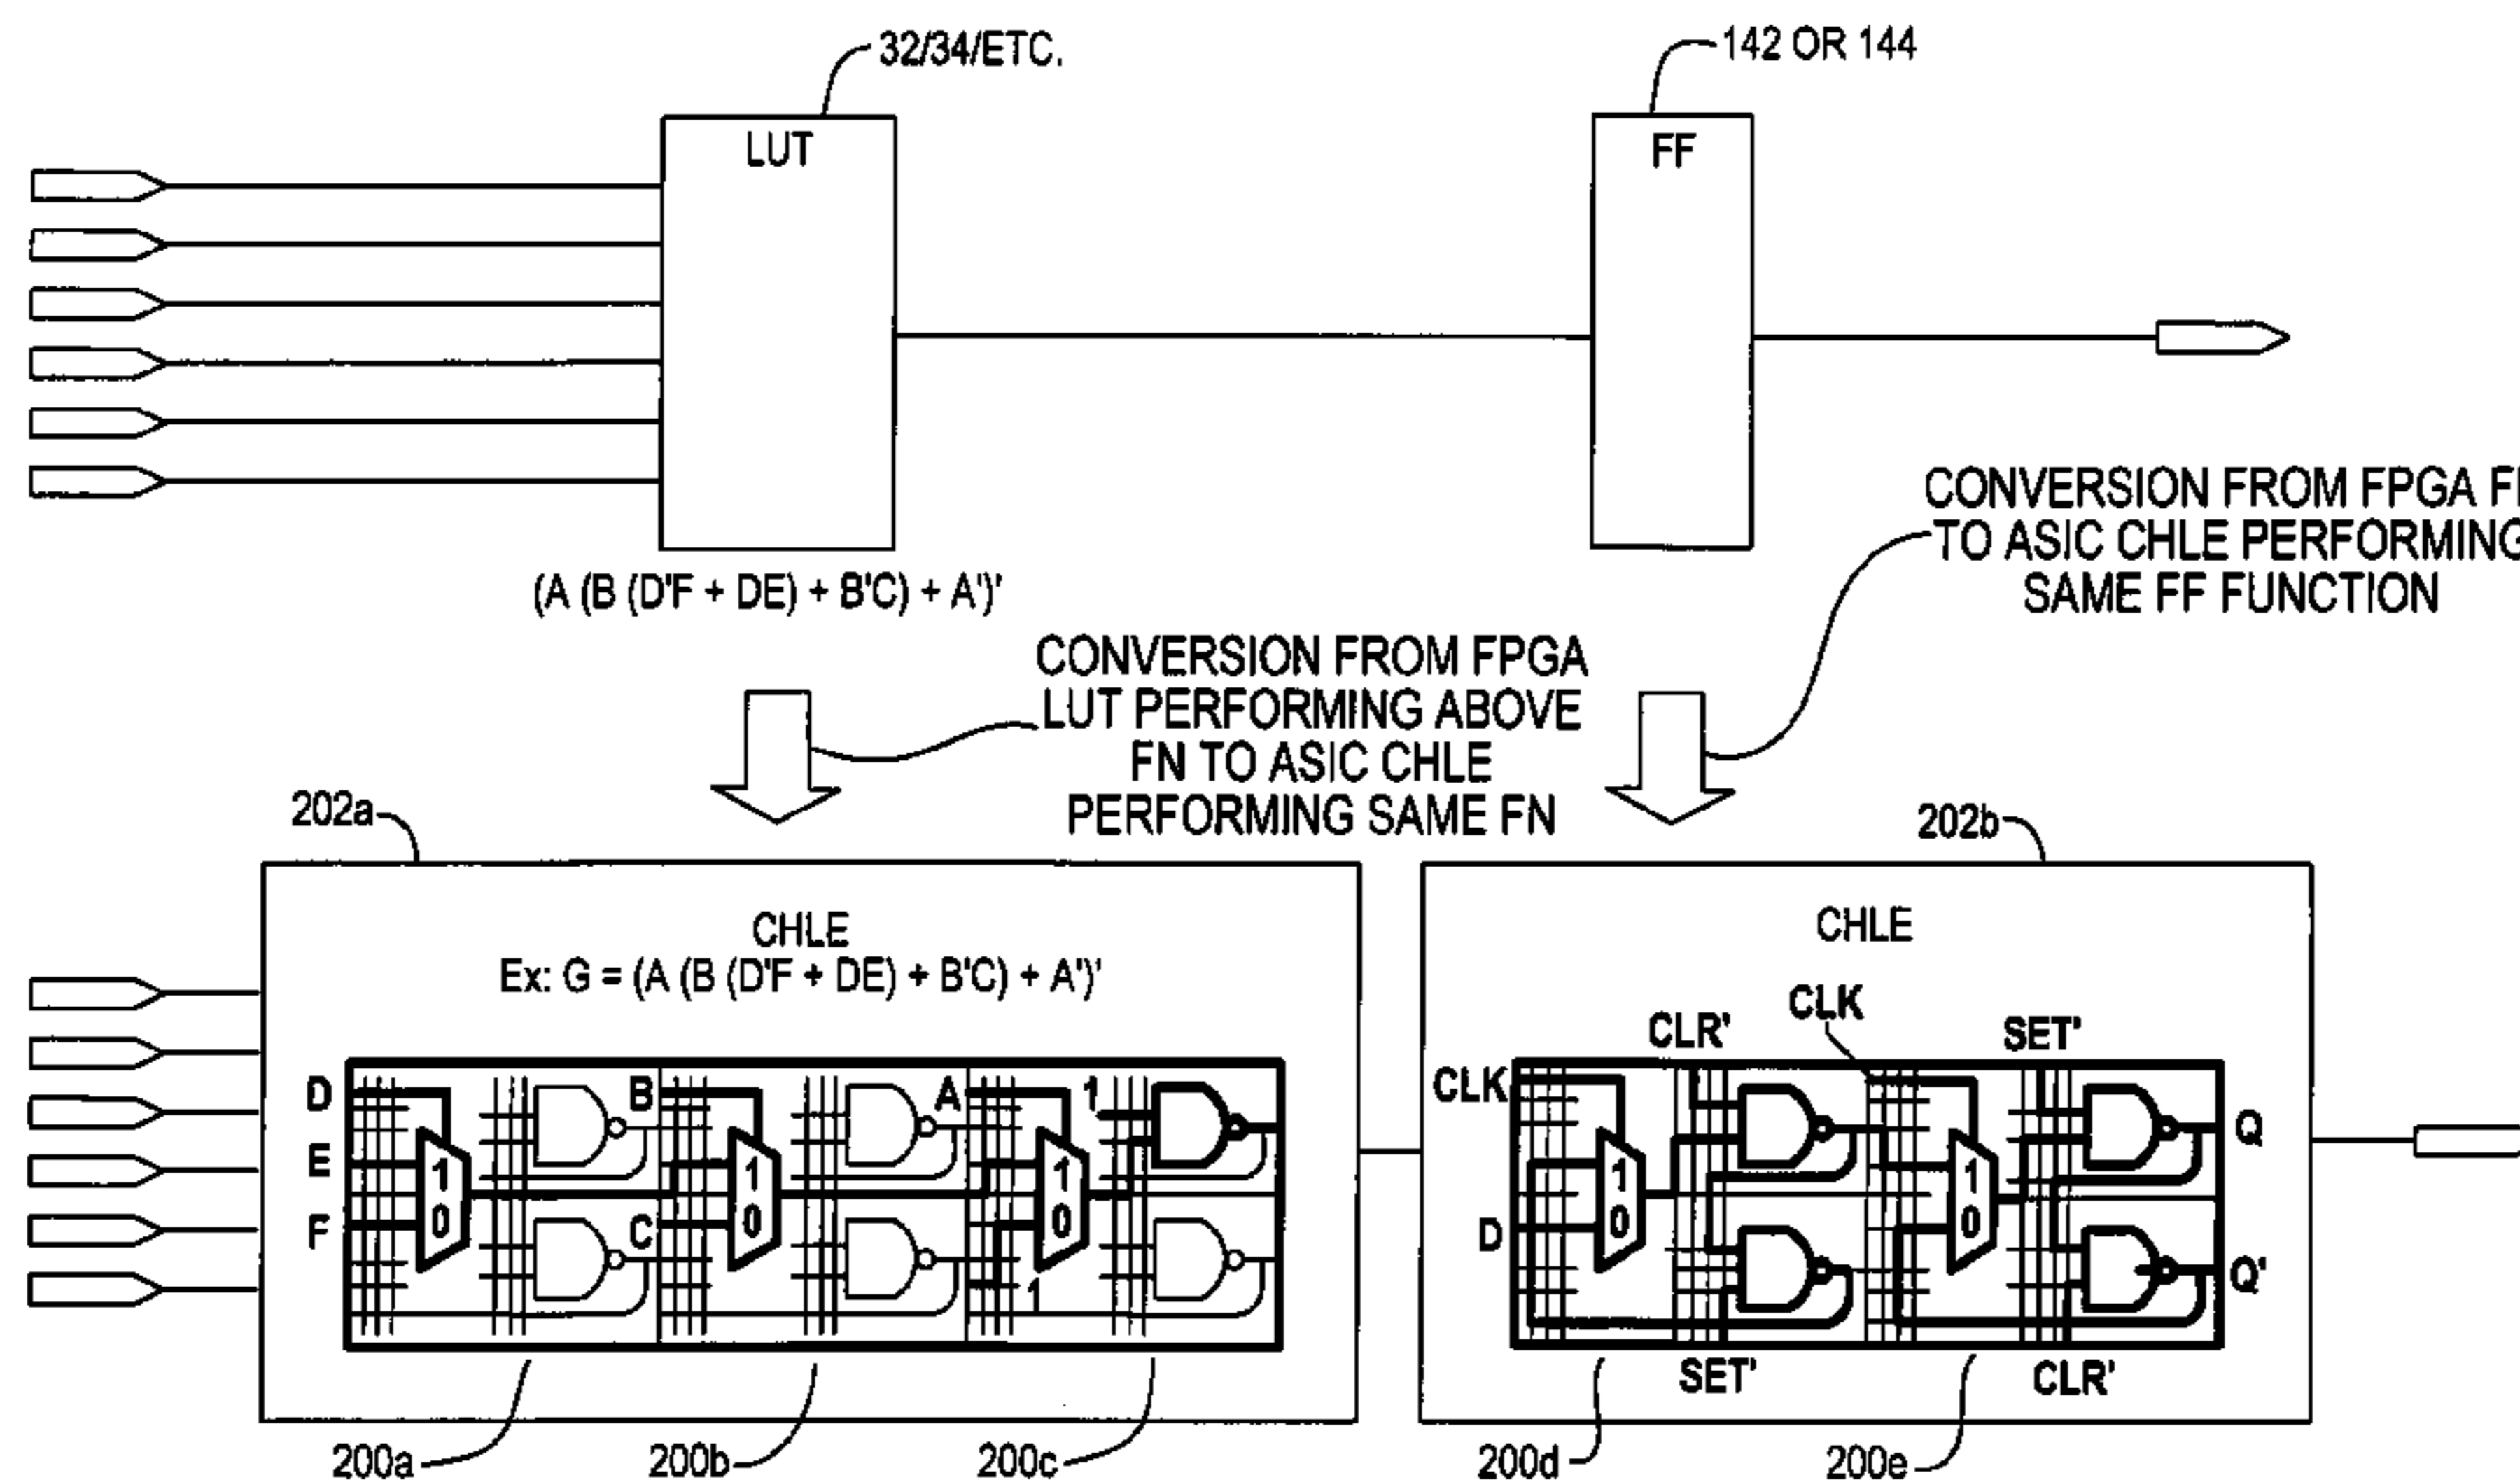 32/34/ETC.
142 OR 144
LUT
FF
(A (B (D'F + DE) + B'C) + A')'
CONVERSION FROM FPGA
TO ASIC CHLE PERFORMING
SAME FF FUNCTION
CONVERSION FROM FPGA
LUT PERFORMING ABOVE
FN TO ASIC CHLE
PERFORMING SAME FN
202a
202b
CHLE
Ex: G = (A (B (D'F + DE) + B'C) + A')'
D
E
F
1
0
B
C
1
0
A
1
1
0
1
CHLE
CLR'
CLK
SET'
CLK
D
1
0
1
0
Q
Q'
SET'
CLR'
200a
200b
200c
200d
200e